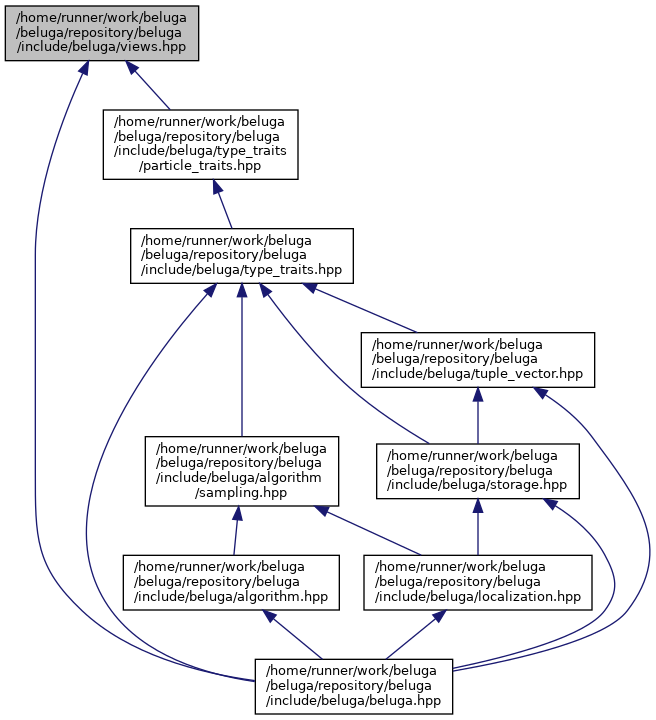 /home/runner/work/beluga
/beluga/repository/beluga
/include/beluga/views.hpp
/home/runner/work/beluga
/beluga/repository/beluga
/include/beluga/type_traits
/particle_traits.hpp
/home/runner/work/beluga
/beluga/repository/beluga
/include/beluga/type_traits.hpp
/home/runner/work/beluga
/beluga/repository/beluga
/include/beluga/tuple_vector.hpp
/home/runner/work/beluga
/beluga/repository/beluga
/include/beluga/algorithm
/sampling.hpp
/home/runner/work/beluga
/beluga/repository/beluga
/include/beluga/storage.hpp
/home/runner/work/beluga
/beluga/repository/beluga
/include/beluga/algorithm.hpp
/home/runner/work/beluga
/beluga/repository/beluga
/include/beluga/localization.hpp
/home/runner/work/beluga
/beluga/repository/beluga
/include/beluga/beluga.hpp